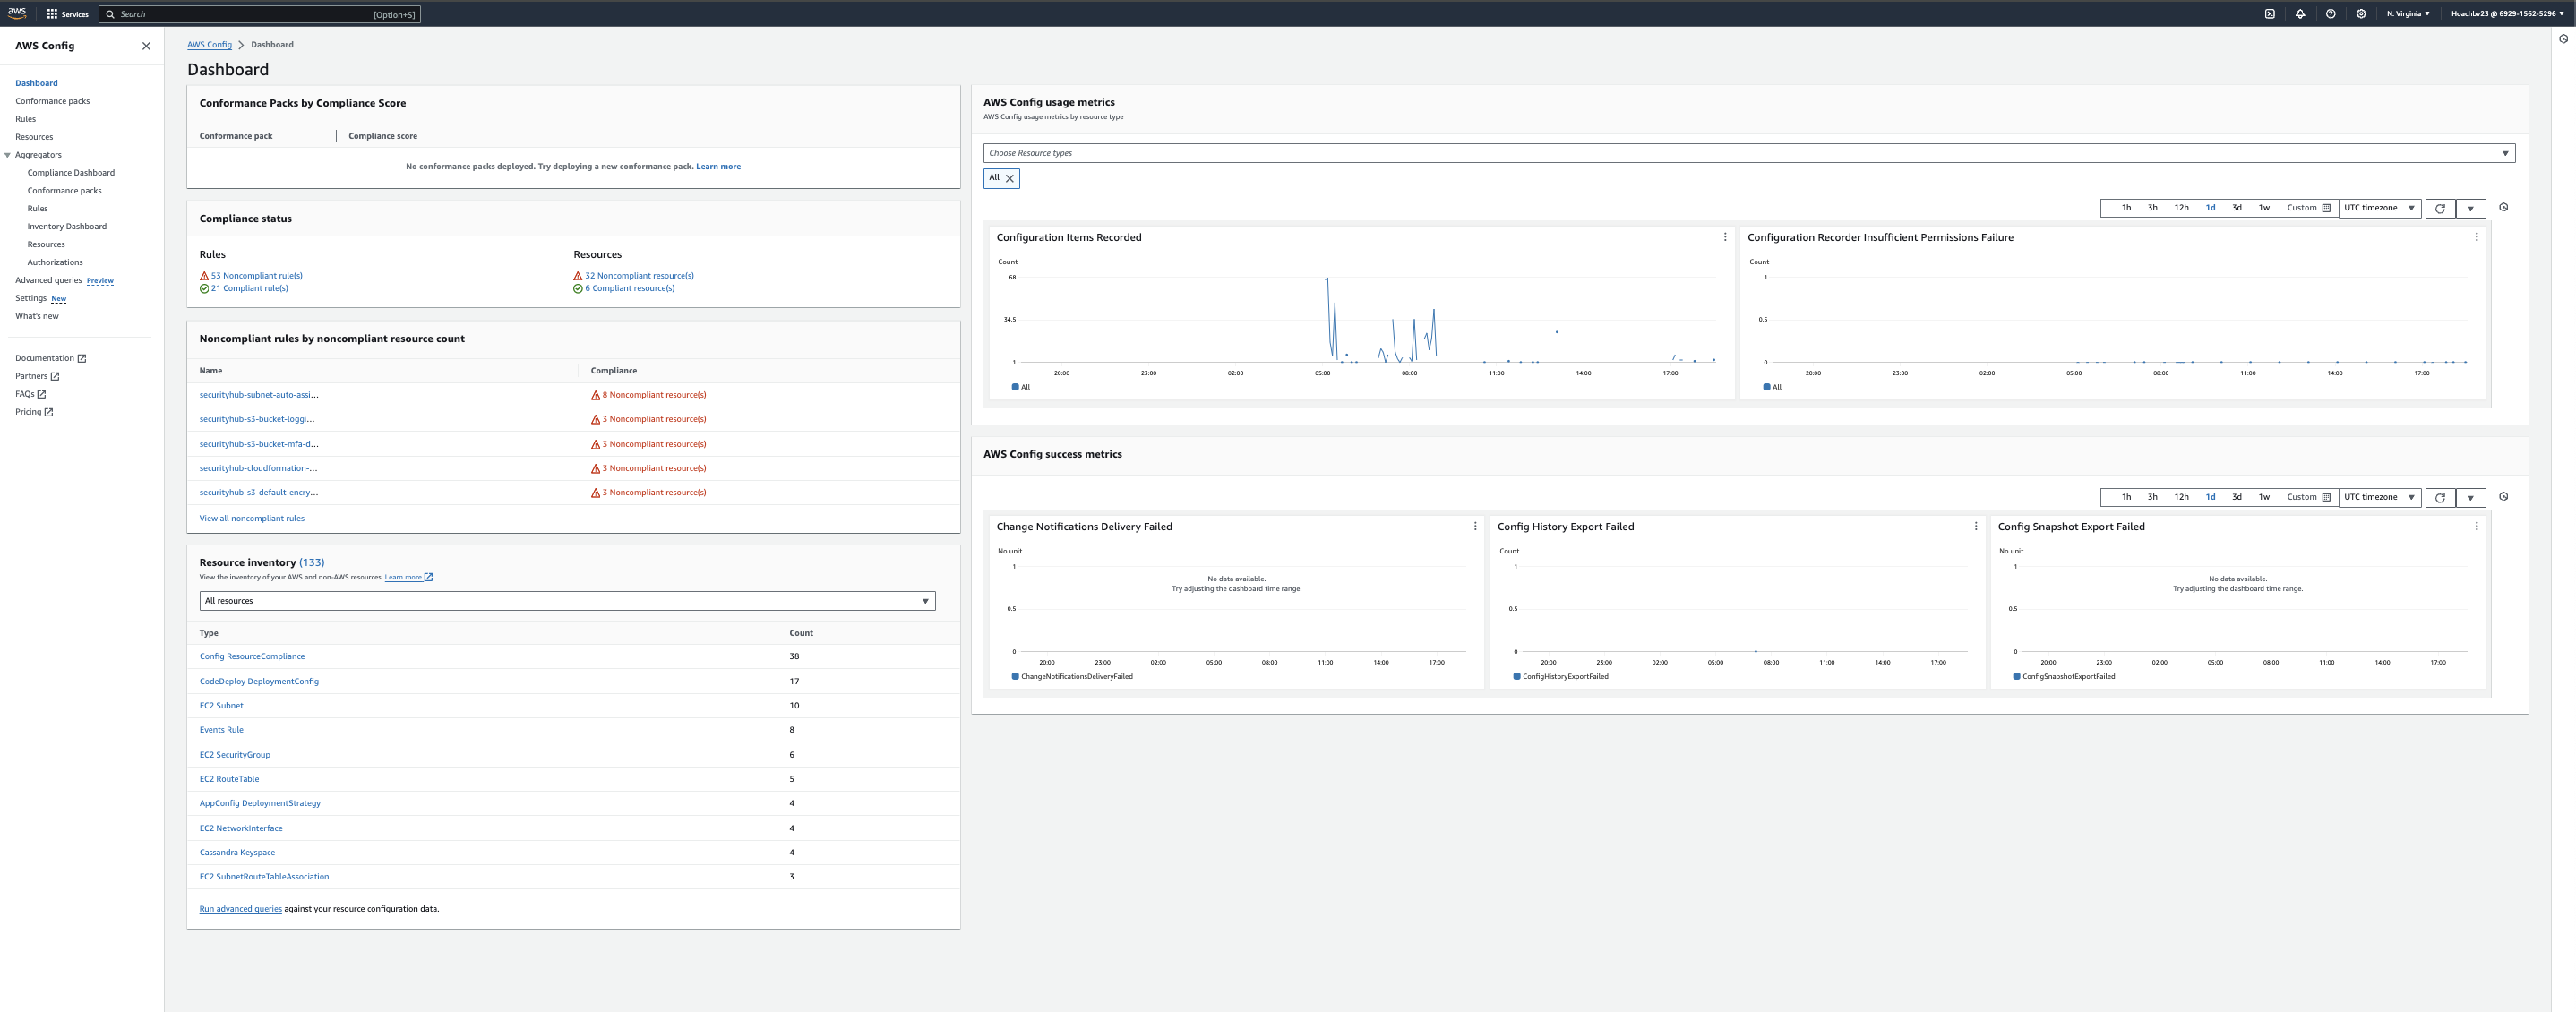 aws
Services
Search
[Option+S]
N. Virginia
Heachbv23 @ 6929-1562-5296
AWS Config
Dashboard
Conformance packs
Rules
Resources
Aggregators
Compliance Dashboard
Conformance packs
Rules
Inventory Dashboard
Resources
Authorizations
Advanced queries Preview
Settings New
What's new
Documentation
Partners
FAQs
Pricing
AWS Config > Dashboard
Dashboard
Conformance Packs by Compliance Score
Conformance pack Compliance score
No conformance packs deployed. Try deploying a new conformance pack. Learn more
Compliance status
Rules
53 Noncompliant rule(s)
21 Compliant rule(s)
Resources
32 Noncompliant resource(s)
6 Compliant resource(s)
Noncompliant rules by noncompliant resource count
Name Compliance
securityhub-subnet-auto-assi... 8 Noncompliant resource(s)
securityhub-s3-bucket-loggi... 3 Noncompliant resource(s)
securityhub-s3-bucket-mfa-d... 3 Noncompliant resource(s)
securityhub-cloudformation-... 3 Noncompliant resource(s)
securityhub-s3-default-encry... 3 Noncompliant resource(s)
View all noncompliant rules
Resource inventory (133)
View the inventory of your AWS and non-AWS resources. Learn more
All resources
Type Count
Config ResourceCompliance 38
CodeDeploy DeploymentConfig 17
EC2 Subnet 10
Events Rule 8
EC2 SecurityGroup 6
EC2 RouteTable 5
AppConfig DeploymentStrategy 4
EC2 NetworkInterface 4
Cassandra Keyspace 4
EC2 SubnetRouteTableAssociation 3
Run advanced queries against your resource configuration data.
AWS Config usage metrics
AWS Config usage metrics by resource type
Choose Resource types
All
1h 3h 12h 1d 3d 1w Custom UTC timezone
Configuration Items Recorded
Count
68
34.5
1
20:00 23:00 02:00 05:00 08:00 11:00 14:00 17:00
All
Configuration Recorder Insufficient Permissions Failure
Count
1
0.5
0
20:00 23:00 02:00 05:00 08:00 11:00 14:00 17:00
All
AWS Config success metrics
1h 3h 12h 1d 3d 1w Custom UTC timezone
Change Notifications Delivery Failed
No unit
1
No data available.
Try adjusting the dashboard time range.
0.5
0
20:00 23:00 02:00 05:00 08:00 11:00 14:00 17:00
ChangeNotificationsDeliveryFailed
Config History Export Failed
Count
1
0.5
0
20:00 23:00 02:00 05:00 08:00 11:00 14:00 17:00
ConfigHistoryExportFailed
Config Snapshot Export Failed
No unit
1
No data available.
Try adjusting the dashboard time range.
0.5
0
20:00 23:00 02:00 05:00 08:00 11:00 14:00 17:00
ConfigSnapshotExportFailed